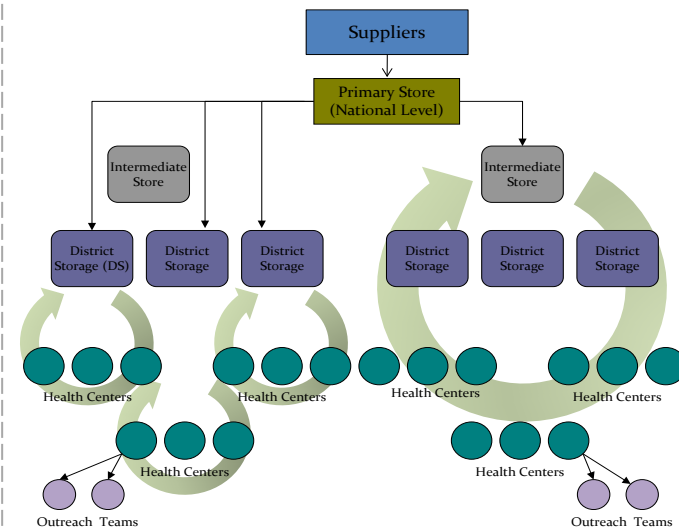 Suppliers
Primary Store
(National Level)
Intermediate
Store
Intermediate
Store
District
Storage (DS)
District
Storage
District
Storage
District
Storage
District
Storage
District
Storage
Health Centers
Health Centers
Health Centers
Health Centers
Health Centers
Health Centers
Outreach Teams
Outreach Teams